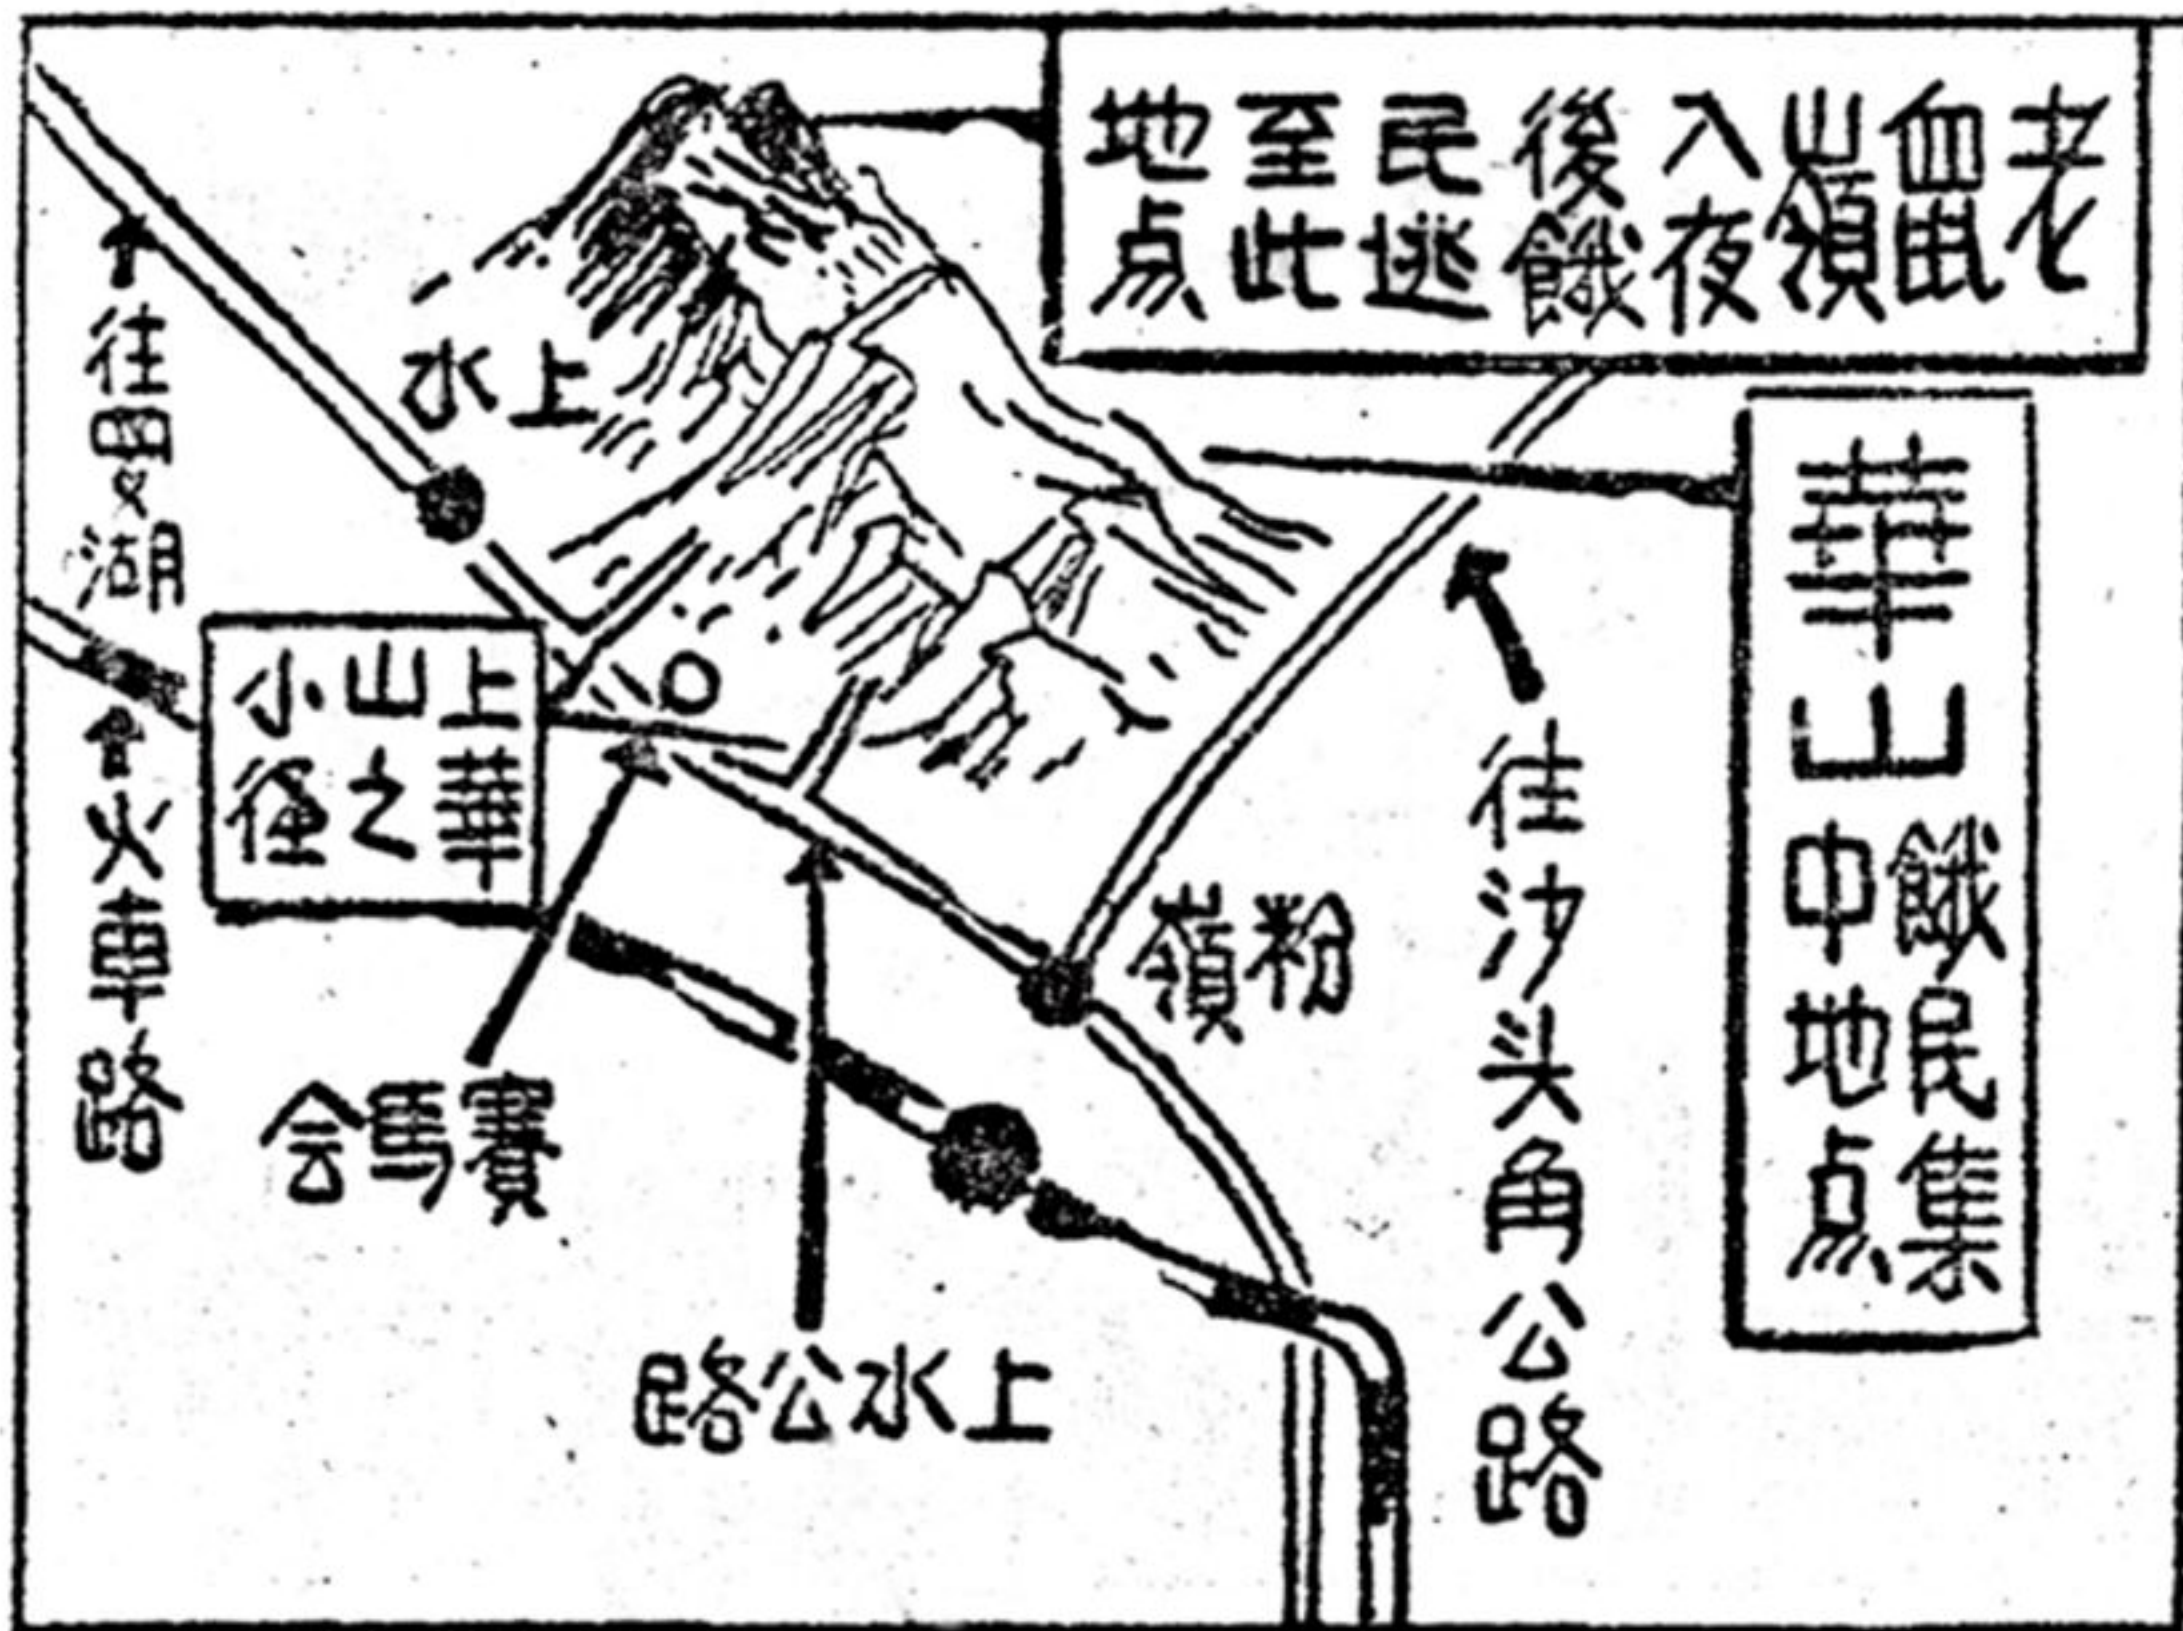 老鼠嶺入夜後餓民逃至此地点
華山
餓民集
中地点
上水
往罗湖
上華山之小徑
火車路
粉嶺
往沙头角公路
賽馬会
上水公路